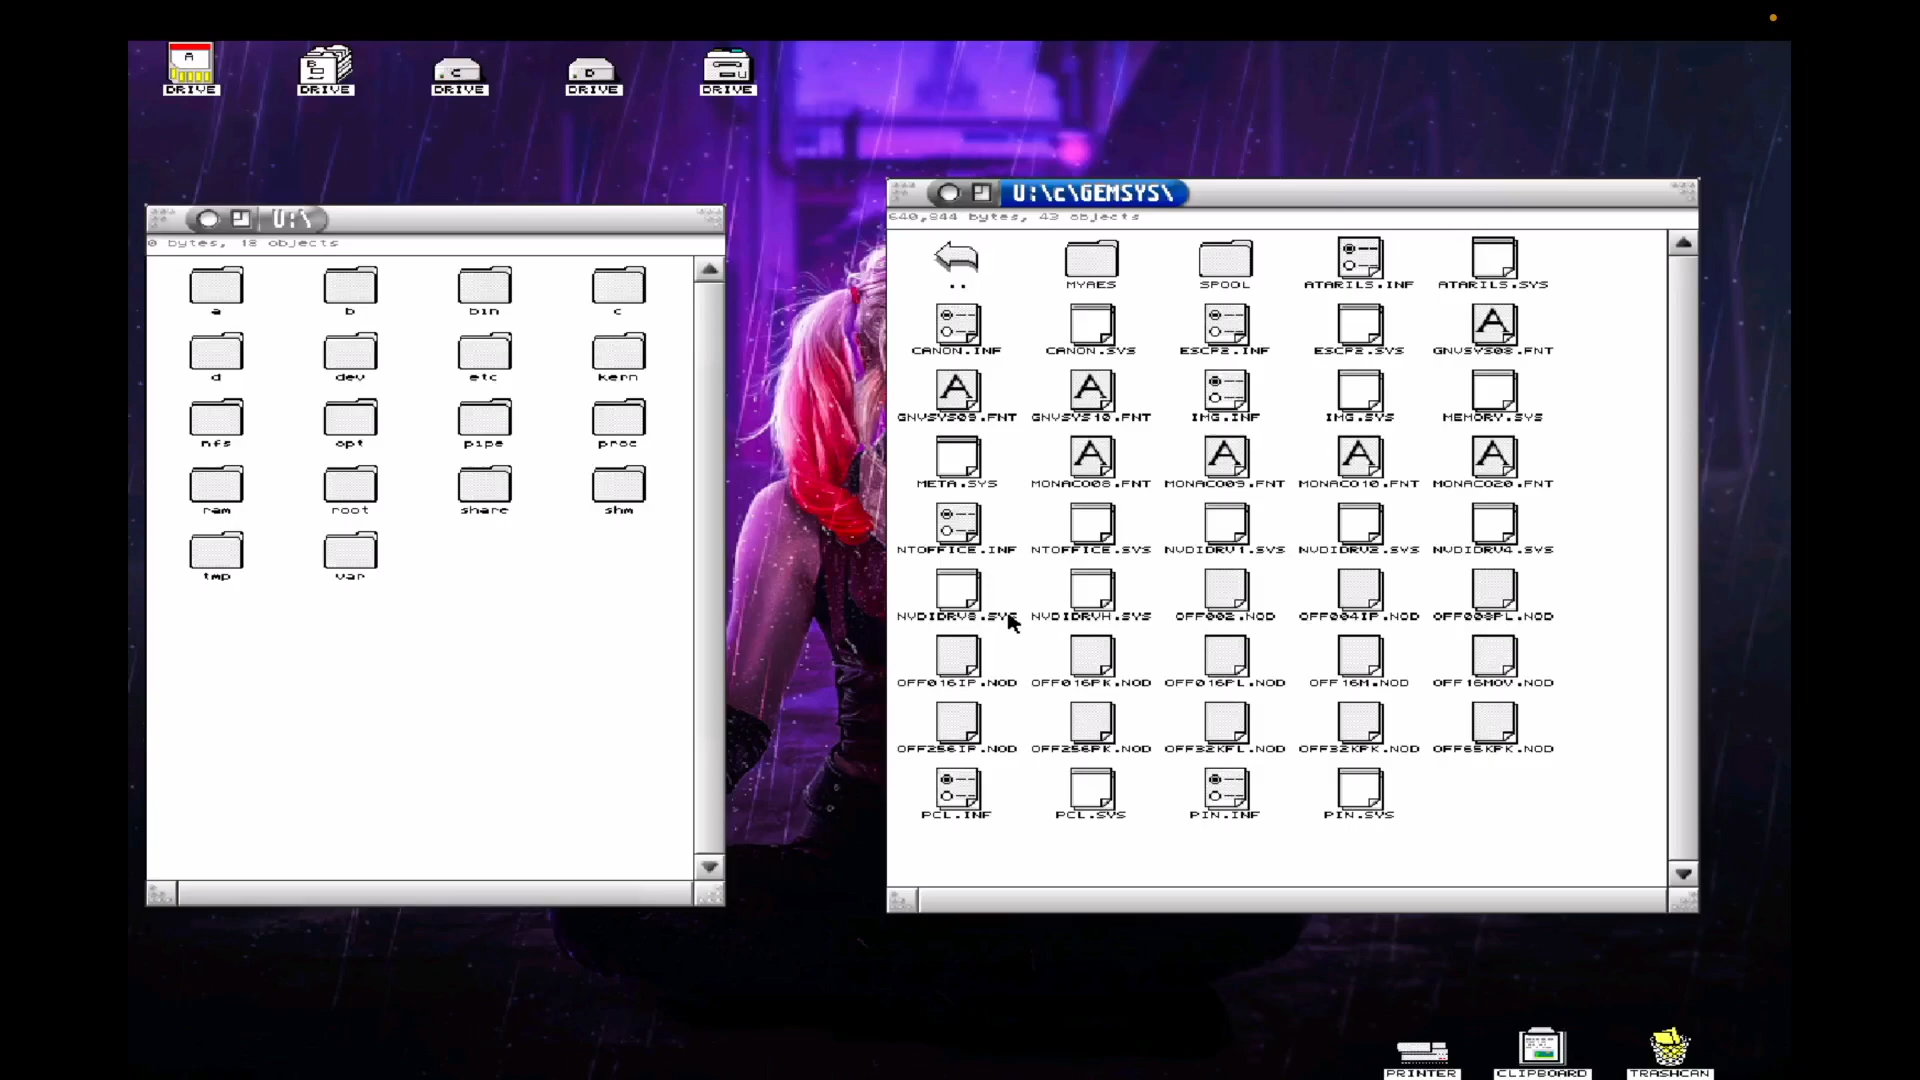 A
B
C
D
U
DRIVE DRIVE DRIVE DRIVE DRIVE
U:\
0 bytes, 18 objects
a b bin c
d dev etc kern
nfs opt pipe proc
ram root share shm
tmp var
U:\c\GEMSYS\
640,844 bytes, 43 objects
.. MYAES SPOOL ATARILS.INF ATARILS.SYS
CANON.INF CANON.SYS ESCP2.INF ESCP2.SYS GNVSYS08.FNT
GNVSYS09.FNT GNVSYS10.FNT IMG.INF IMG.SYS MEMORY.SYS
META.SYS MONACO08.FNT MONACO09.FNT MONACO10.FNT MONACO20.FNT
NTOFFICE.INF NTOFFICE.SYS NVDIDRV1.SYS NVDIDRV2.SYS NVDIDRV4.SYS
NVDIDRV8.SYS NVDIDRVH.SYS OFF002.NOD OFF004IP.NOD OFF008PL.NOD
OFF016IP.NOD OFF016PK.NOD OFF016PL.NOD OFF16M.NOD OFF16MOV.NOD
OFF256IP.NOD OFF256PK.NOD OFF32KFL.NOD OFF32KPK.NOD OFF65KPK.NOD
PCL.INF PCL.SYS PIN.INF PIN.SYS
PRINTER CLIPBOARD TRASHCAN